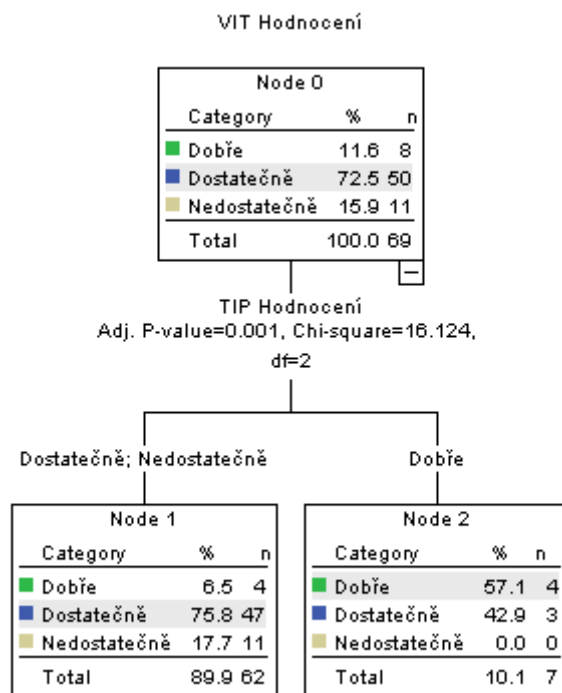 VIT Hodnocení
Node 0
Category % n
Dobře 11.6 8
Dostatečně 72.5 50
Nedostatečně 15.9 11
Total 100.0 69
TIP Hodnocení
Adj. P-value=0.001, Chi-square=16.124,
df=2
Dostatečně; Nedostatečně
Dobře
Node 1
Category % n
Dobře 6.5 4
Dostatečně 75.8 47
Nedostatečně 17.7 11
Total 89.9 62
Node 2
Category % n
Dobře 57.1 4
Dostatečně 42.9 3
Nedostatečně 0.0 0
Total 10.1 7